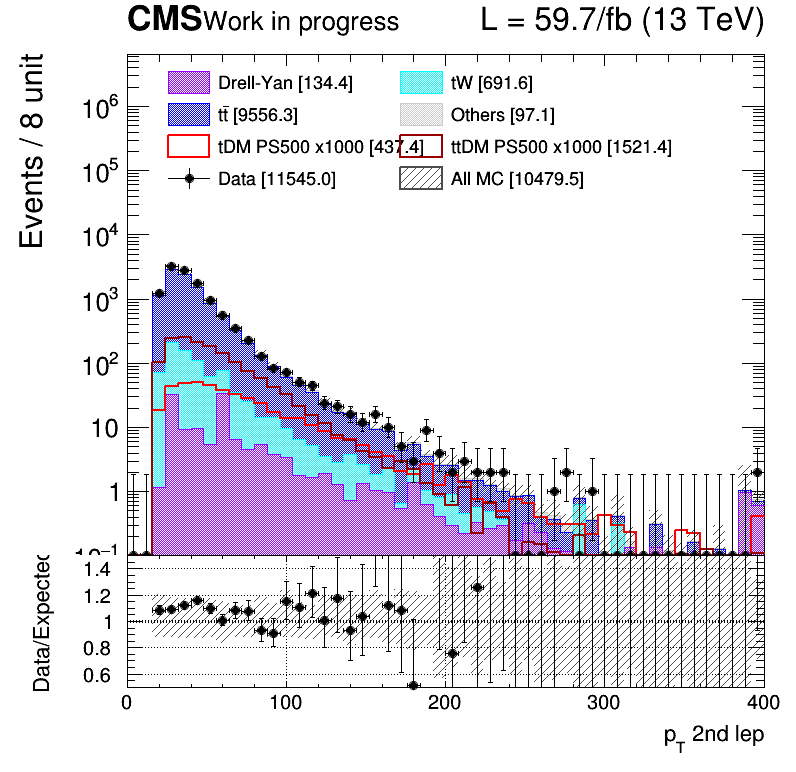 CMS Work in progress L = 59.7/fb (13 TeV)
Events / 8 unit
Drell-Yan [134.4] tW [691.6]
tt̄ [9556.3] Others [97.1]
tDM PS500 x1000 [437.4] ttDM PS500 x1000 [1521.4]
Data [11545.0] All MC [10479.5]
10⁶
10⁵
10⁴
10³
10²
10
1
10⁻¹
Data/Expected
1.4
1.2
1
0.8
0.6
0 100 200 300 400
p_T 2nd lep